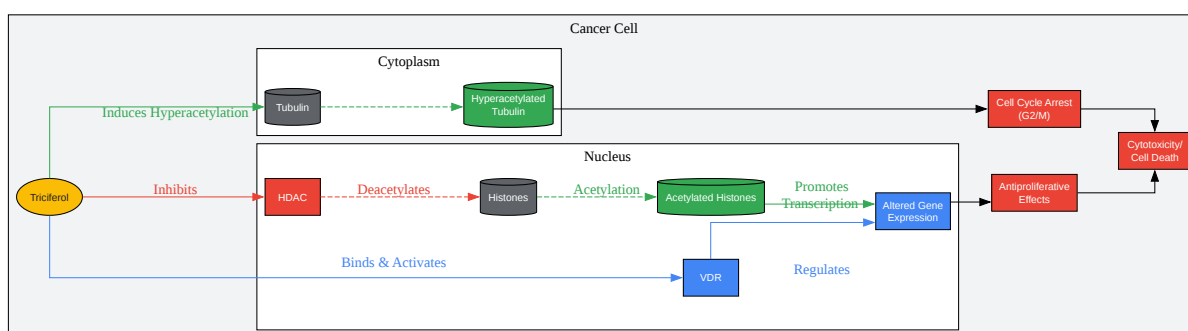 Cancer Cell
Cytoplasm
Tubulin
Hyperacetylated
Tubulin
Induces Hyperacetylation
Cell Cycle Arrest
(G2/M)
Cytotoxicity/
Cell Death
Nucleus
Triciferol
Inhibits
HDAC
Deacetylates
Histones
Acetylation
Acetylated Histones
Promotes
Transcription
Altered Gene
Expression
Antiproliferative
Effects
Binds & Activates
VDR
Regulates